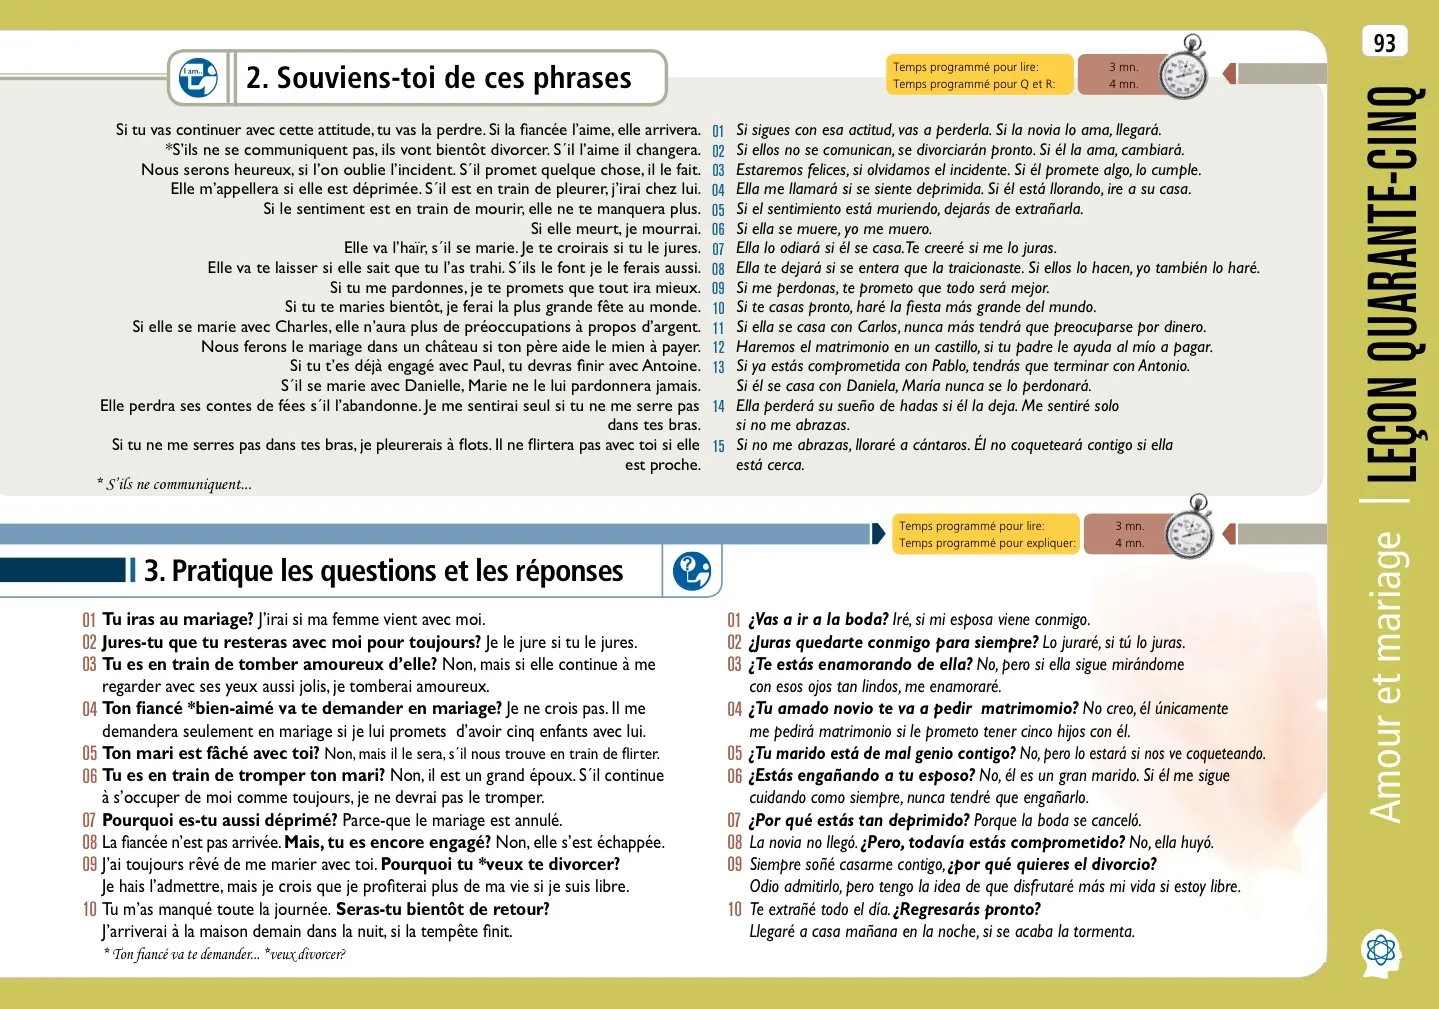 93
LEÇON QUARANTE-CINQ
Amour et mariage
I am...
2. Souviens-toi de ces phrases
Temps programmé pour lire: 3 mn.
Temps programmé pour Q et R: 4 mn.
Si tu vas continuer avec cette attitude, tu vas la perdre. Si la fiancée l’aime, elle arrivera. 01 Si sigues con esa actitud, vas a perderla. Si la novia lo ama, llegará.
*S’ils ne se communiquent pas, ils vont bientôt divorcer. S´il l’aime il changera. 02 Si ellos no se comunican, se divorciarán pronto. Si él la ama, cambiará.
Nous serons heureux, si l’on oublie l’incident. S´il promet quelque chose, il le fait. 03 Estaremos felices, si olvidamos el incidente. Si él promete algo, lo cumple.
Elle m’appellera si elle est déprimée. S´il est en train de pleurer, j’irai chez lui. 04 Ella me llamará si se siente deprimida. Si él está llorando, ire a su casa.
Si le sentiment est en train de mourir, elle ne te manquera plus. 05 Si el sentimiento está muriendo, dejarás de extrañarla.
Si elle meurt, je mourrai. 06 Si ella se muere, yo me muero.
Elle va l’haïr, s´il se marie. Je te croirais si tu le jures. 07 Ella lo odiará si él se casa. Te creeré si me lo juras.
Elle va te laisser si elle sait que tu l’as trahi. S´ils le font je le ferais aussi. 08 Ella te dejará si se entera que la traicionaste. Si ellos lo hacen, yo también lo haré.
Si tu me pardonnes, je te promets que tout ira mieux. 09 Si me perdonas, te prometo que todo será mejor.
Si tu te maries bientôt, je ferai la plus grande fête au monde. 10 Si te casas pronto, haré la fiesta más grande del mundo.
Si elle se marie avec Charles, elle n’aura plus de préoccupations à propos d’argent. 11 Si ella se casa con Carlos, nunca más tendrá que preocuparse por dinero.
Nous ferons le mariage dans un château si ton père aide le mien à payer. 12 Haremos el matrimonio en un castillo, si tu padre le ayuda al mío a pagar.
Si tu t’es déjà engagé avec Paul, tu devras finir avec Antoine. 13 Si ya estás comprometida con Pablo, tendrás que terminar con Antonio.
S´il se marie avec Danielle, Marie ne le lui pardonnera jamais. Si él se casa con Daniela, María nunca se lo perdonará.
Elle perdra ses contes de fées s´il l’abandonne. Je me sentirai seul si tu ne me serre pas 14 Ella perderá su sueño de hadas si él la deja. Me sentiré solo
dans tes bras. si no me abrazas.
Si tu ne me serres pas dans tes bras, je pleurerais à flots. Il ne flirtera pas avec toi si elle 15 Si no me abrazas, lloraré a cántaros. Él no coqueteará contigo si ella
est proche. está cerca.
* S’ils ne communiquent...
Temps programmé pour lire: 3 mn.
Temps programmé pour expliquer: 4 mn.
3. Pratique les questions et les réponses
01 Tu iras au mariage? J’irai si ma femme vient avec moi.
02 Jures-tu que tu resteras avec moi pour toujours? Je le jure si tu le jures.
03 Tu es en train de tomber amoureux d’elle? Non, mais si elle continue à me
regarder avec ses yeux aussi jolis, je tomberai amoureux.
04 Ton fiancé *bien-aimé va te demander en mariage? Je ne crois pas. Il me
demandera seulement en mariage si je lui promets d’avoir cinq enfants avec lui.
05 Ton mari est fâché avec toi? Non, mais il le sera, s´il nous trouve en train de flirter.
06 Tu es en train de tromper ton mari? Non, il est un grand époux. S´il continue
à s’occuper de moi comme toujours, je ne devrai pas le tromper.
07 Pourquoi es-tu aussi déprimé? Parce-que le mariage est annulé.
08 La fiancée n’est pas arrivée. Mais, tu es encore engagé? Non, elle s’est échappée.
09 J’ai toujours rêvé de me marier avec toi. Pourquoi tu *veux te divorcer?
Je hais l’admettre, mais je crois que je profiterai plus de ma vie si je suis libre.
10 Tu m’as manqué toute la journée. Seras-tu bientôt de retour?
J’arriverai à la maison demain dans la nuit, si la tempête finit.
* Ton fiancé va te demander... *veux divorcer?
01 ¿Vas a ir a la boda? Iré, si mi esposa viene conmigo.
02 ¿Juras quedarte conmigo para siempre? Lo juraré, si tú lo juras.
03 ¿Te estás enamorando de ella? No, pero si ella sigue mirándome
con esos ojos tan lindos, me enamoraré.
04 ¿Tu amado novio te va a pedir matrimomio? No creo, él únicamente
me pedirá matrimonio si le prometo tener cinco hijos con él.
05 ¿Tu marido está de mal genio contigo? No, pero lo estará si nos ve coqueteando.
06 ¿Estás engañando a tu esposo? No, él es un gran marido. Si él me sigue
cuidando como siempre, nunca tendré que engañarlo.
07 ¿Por qué estás tan deprimido? Porque la boda se canceló.
08 La novia no llegó. ¿Pero, todavía estás comprometido? No, ella huyó.
09 Siempre soñé casarme contigo, ¿por qué quieres el divorcio?
Odio admitirlo, pero tengo la idea de que disfrutaré más mi vida si estoy libre.
10 Te extrañé todo el día. ¿Regresarás pronto?
Llegaré a casa mañana en la noche, si se acaba la tormenta.